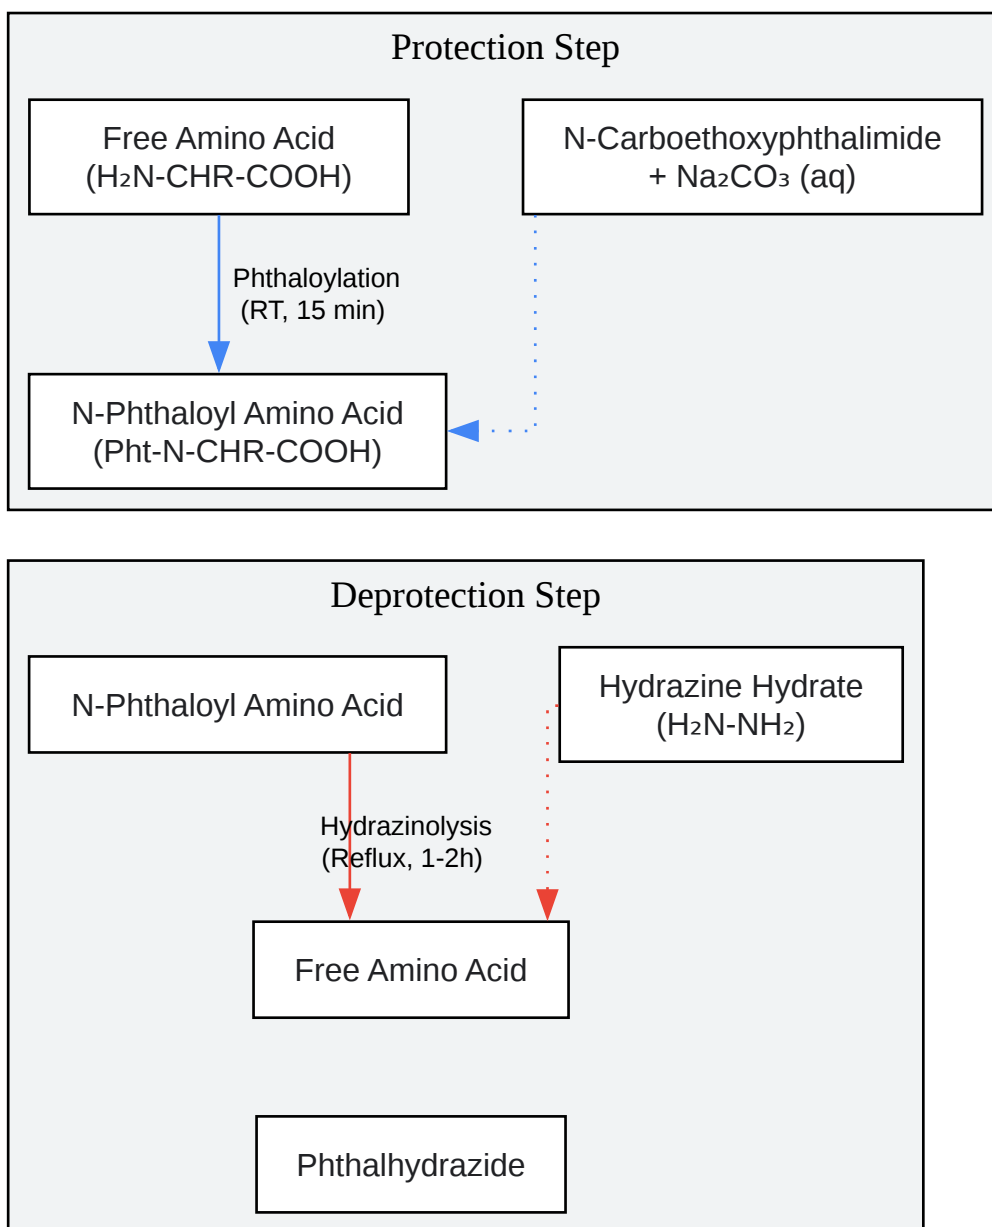 Protection Step
Free Amino Acid
(H₂N-CHR-COOH)
N-Carboethoxyphthalimide
+ Na₂CO₃ (aq)
Phthaloylation
(RT, 15 min)
N-Phthaloyl Amino Acid
(Pht-N-CHR-COOH)
Deprotection Step
N-Phthaloyl Amino Acid
Hydrazine Hydrate
(H₂N-NH₂)
Hydrazinolysis
(Reflux, 1-2h)
Free Amino Acid
Phthalhydrazide